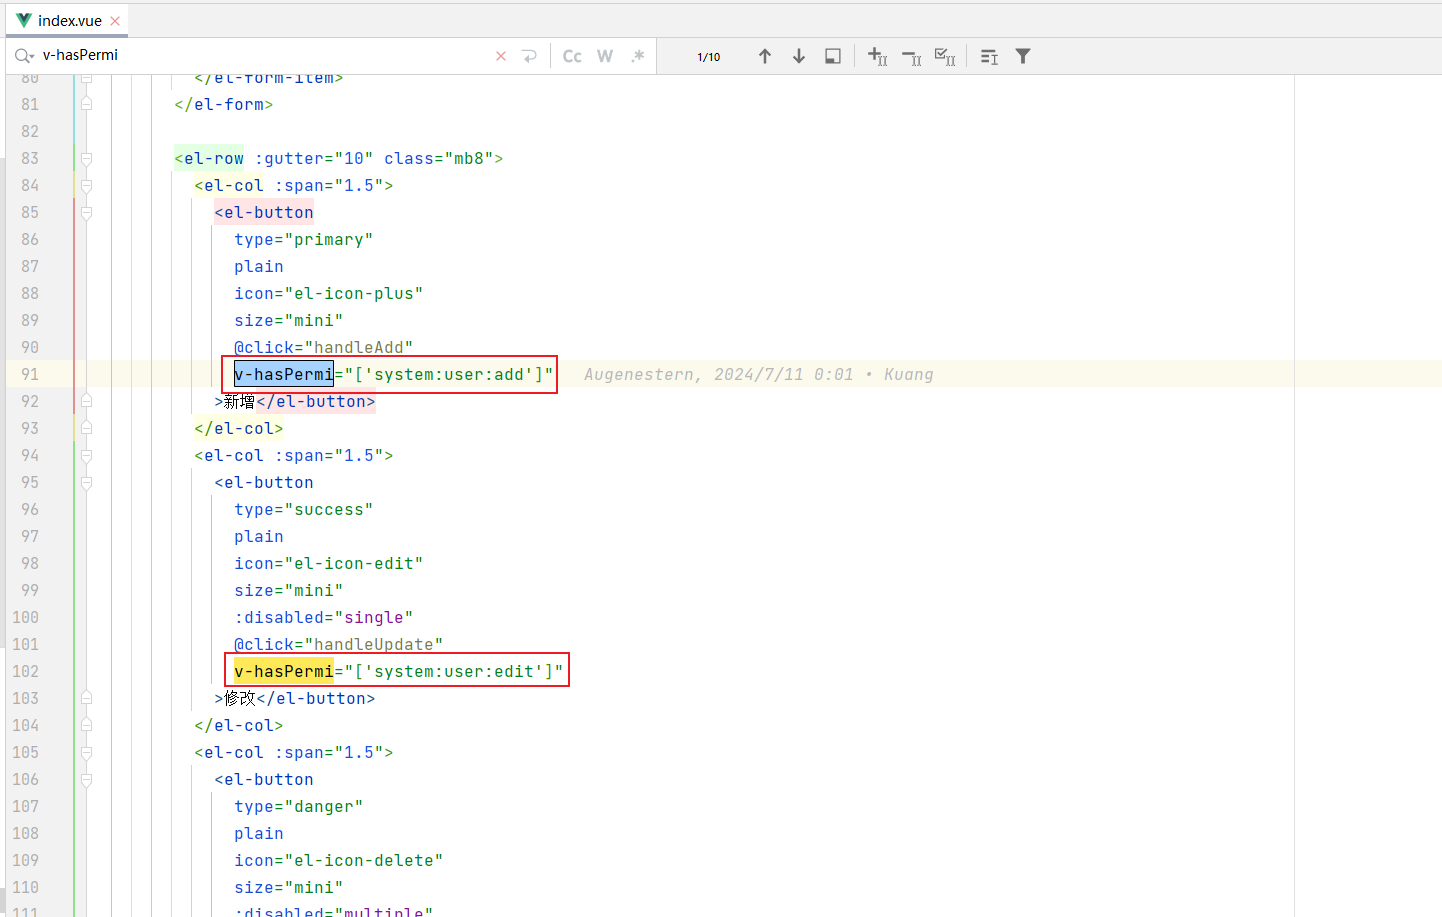 index.vue
v-hasPermi
Cc W .* 1/10
80 </el-form-item>
81 </el-form>
82
83 <el-row :gutter="10" class="mb8">
84 <el-col :span="1.5">
85 <el-button
86 type="primary"
87 plain
88 icon="el-icon-plus"
89 size="mini"
90 @click="handleAdd"
91 v-hasPermi="['system:user:add']" Augenestern, 2024/7/11 0:01 • Kuang
92 >新增</el-button>
93 </el-col>
94 <el-col :span="1.5">
95 <el-button
96 type="success"
97 plain
98 icon="el-icon-edit"
99 size="mini"
100 :disabled="single"
101 @click="handleUpdate"
102 v-hasPermi="['system:user:edit']"
103 >修改</el-button>
104 </el-col>
105 <el-col :span="1.5">
106 <el-button
107 type="danger"
108 plain
109 icon="el-icon-delete"
110 size="mini"
111 :disabled="multiple"